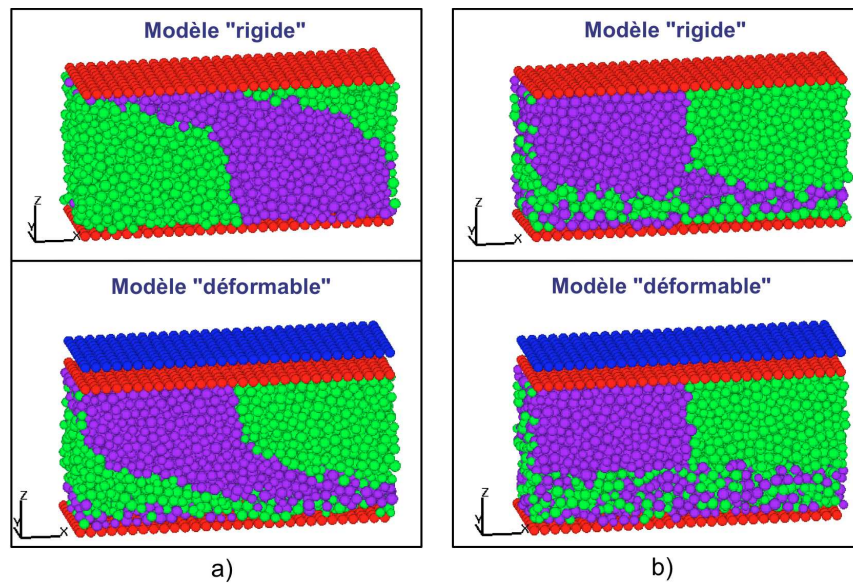 Modèle "rigide"
Z
Y
X
Modèle "déformable"
Z
Y
X
a)
Modèle "rigide"
Z
Y
X
Modèle "déformable"
Z
Y
X
b)